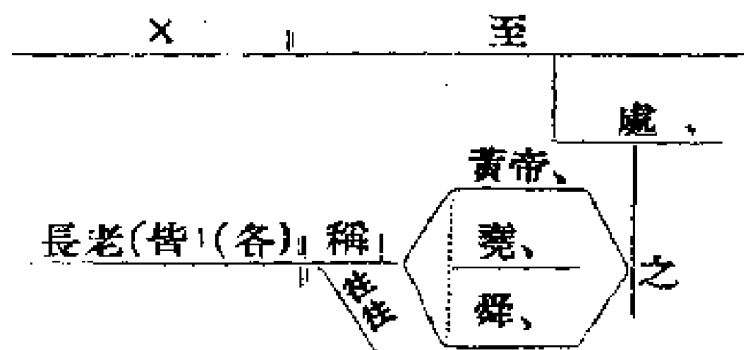 × 至
處、
黃帝、
長老(皆)(各) 稱 堯、 之
往往
舜、